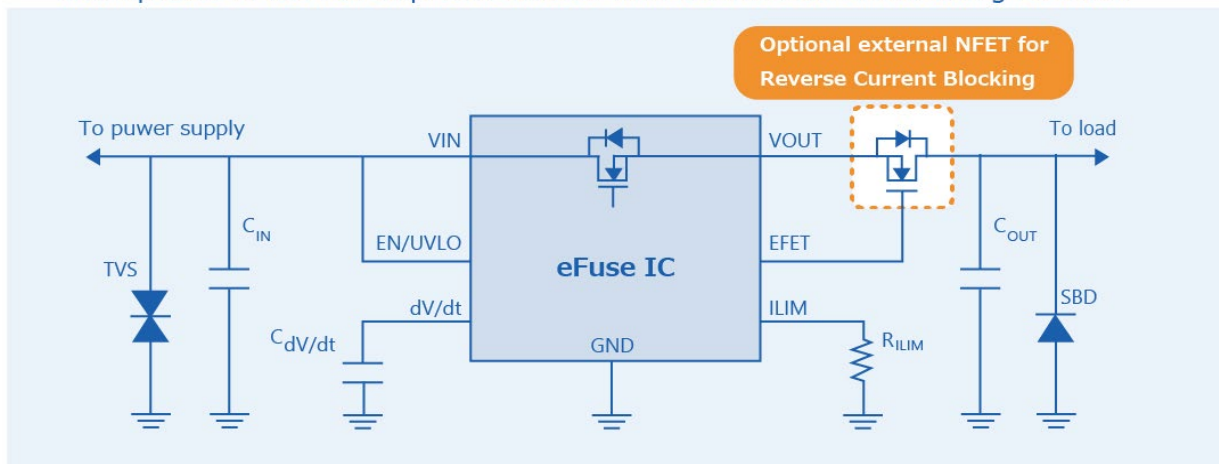 Optional external NFET for
Reverse Current Blocking
To power supply
VIN
VOUT
To load
C_IN
EN/UVLO
EFET
C_OUT
TVS
eFuse IC
dV/dt
ILIM
SBD
C_dV/dt
GND
R_ILIM